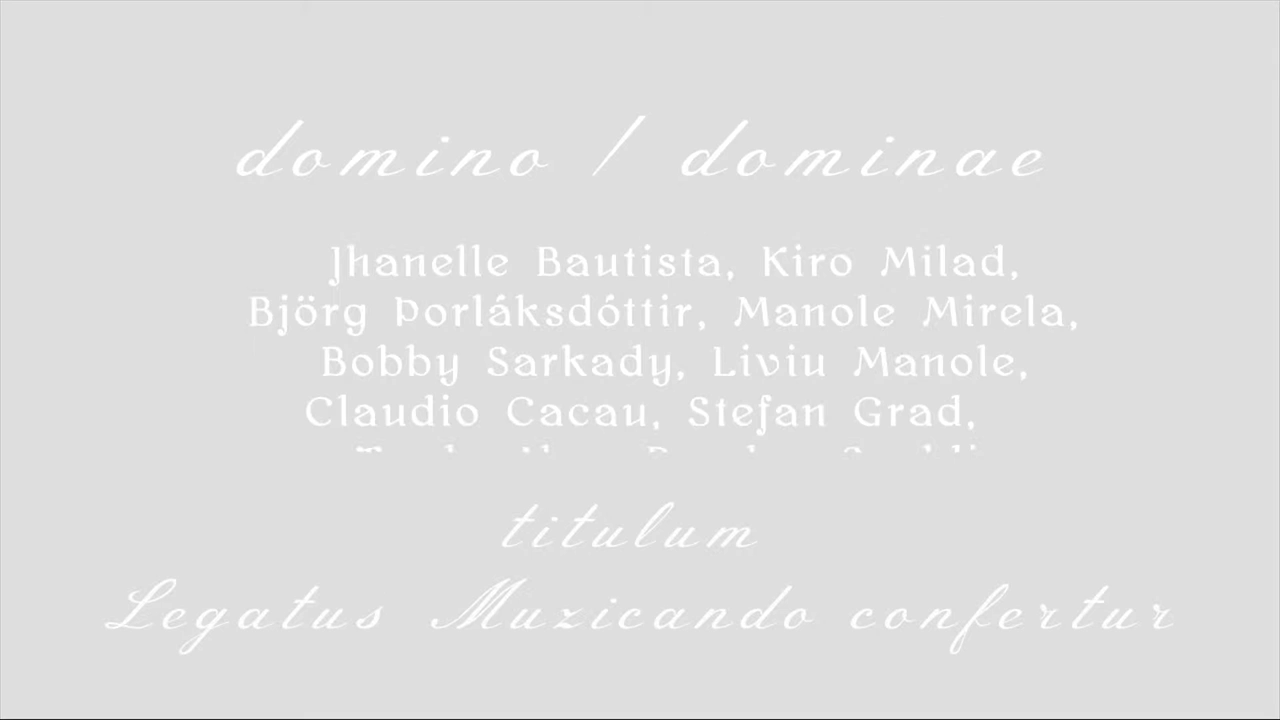 domino / dominae
Jhanelle Bautista, Kiro Milad,
Björg Þorláksdóttir, Manole Mirela,
Bobby Sarkady, Liviu Manole,
Claudio Cacau, Stefan Grad,
titulum
Legatus Muzicando confertur